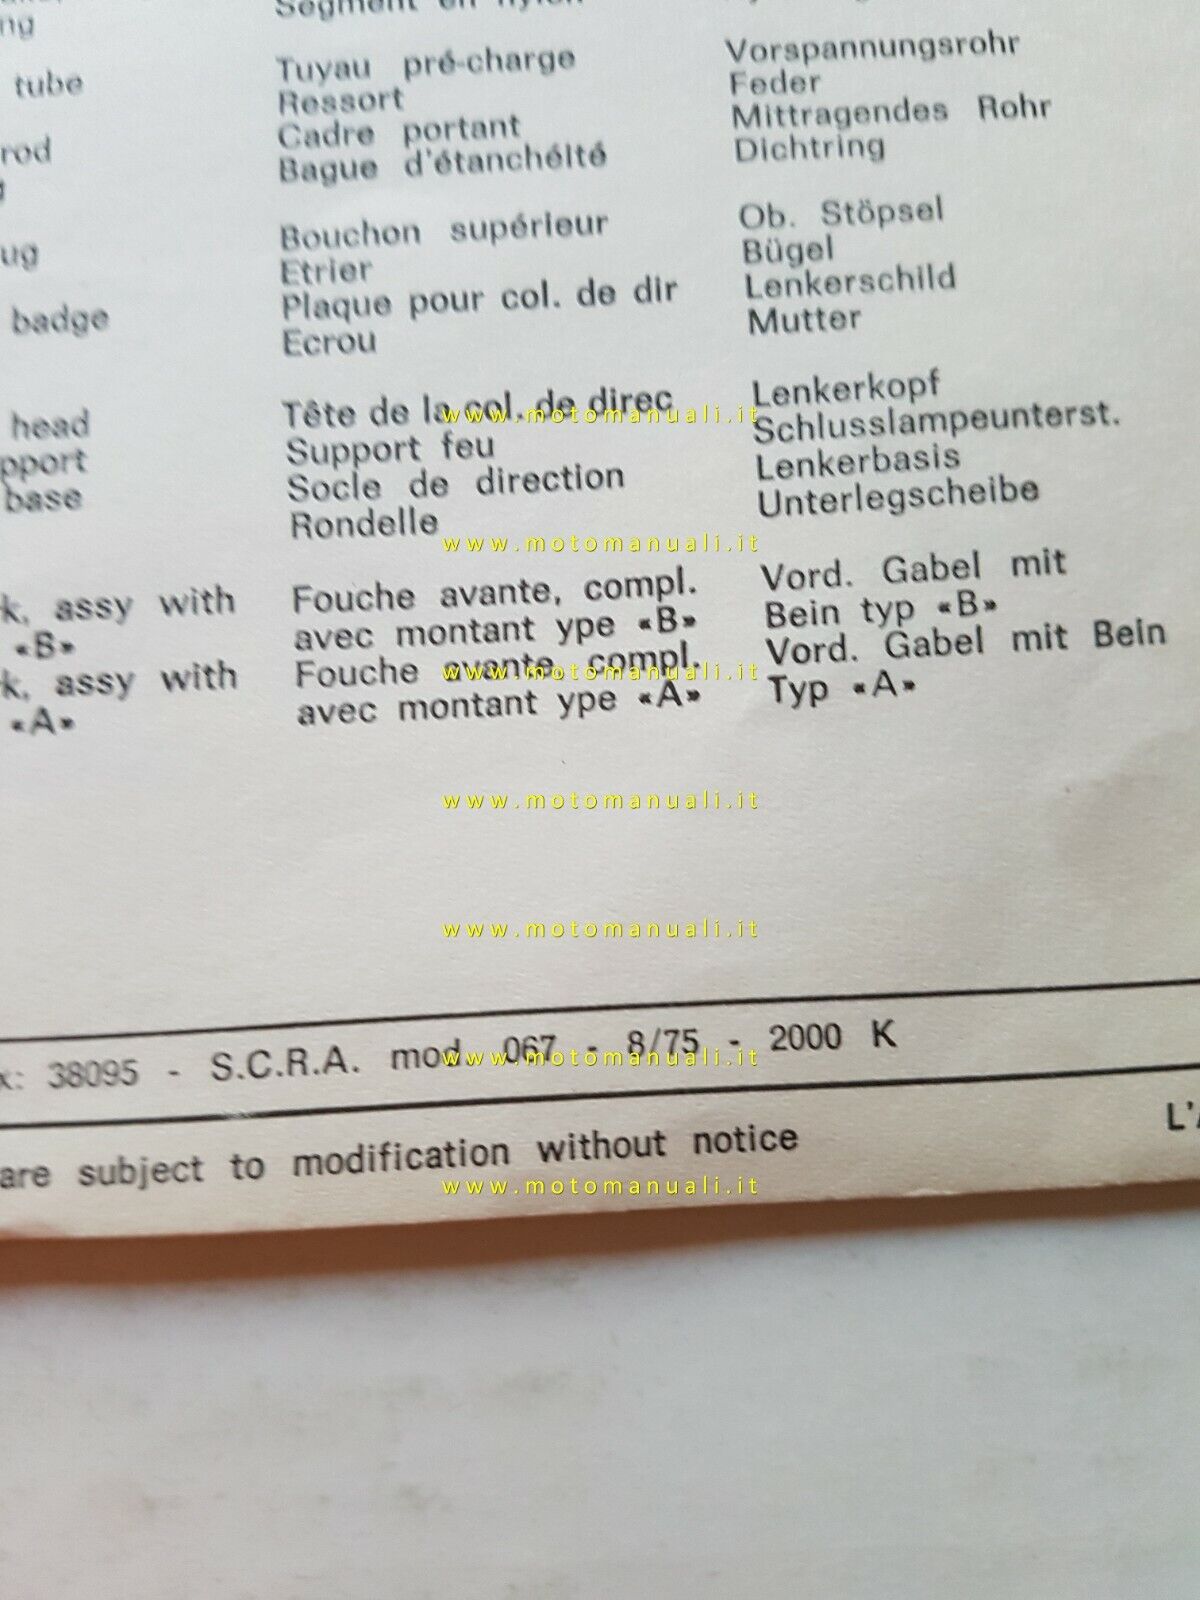 ng Segment en nylon
tube Tuyau pré-charge Vorspannungsrohr
Ressort Feder
Cadre portant Mittragendes Rohr
rod Bague d'étanchéité Dichtring
ug Bouchon supérieur Ob. Stöpsel
Etrier Bügel
badge Plaque pour col. de dir Lenkerschild
Ecrou Mutter
head Tête de la col. de direc Lenkerkopf
pport Support feu Schlusslampeunterst.
base Socle de direction Lenkerbasis
Rondelle Unterlegscheibe
k, assy with Fouche avante, compl. Vord. Gabel mit
«B» avec montant ype «B» Bein typ «B»
k, assy with Fouche avante, compl. Vord. Gabel mit Bein
«A» avec montant ype «A» Typ «A»
x: 38095 - S.C.R.A. mod. 067 - 8/75 - 2000 K
are subject to modification without notice L'A
www.motomanuali.it
www.motomanuali.it
www.motomanuali.it
www.motomanuali.it
www.motomanuali.it
www.motomanuali.it
www.motomanuali.it